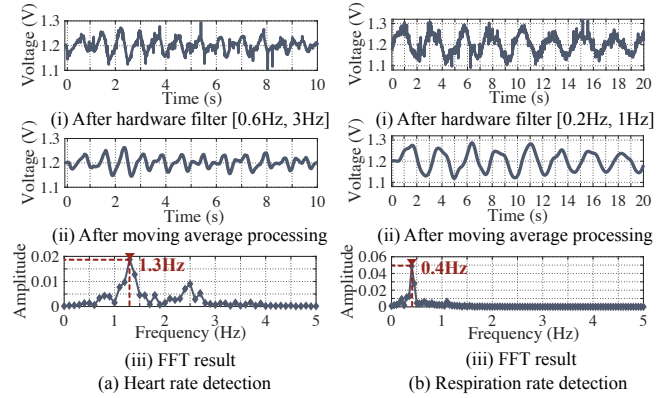 1.3
1.2
1.1
Voltage (V)
0 2 4 6 8 10
Time (s)
(i) After hardware filter [0.6Hz, 3Hz]
1.3
1.2
1.1
Voltage (V)
0 2 4 6 8 10
Time (s)
(ii) After moving average processing
0.02
0.01
0
Amplitude
1.3Hz
0 1 2 3 4 5
Frequency (Hz)
(iii) FFT result
(a) Heart rate detection
1.3
1.2
1.1
Voltage (V)
0 2 4 6 8 10 12 14 16 18 20
Time (s)
(i) After hardware filter [0.2Hz, 1Hz]
1.3
1.2
1.1
Voltage (V)
0 2 4 6 8 10 12 14 16 18 20
Time (s)
(ii) After moving average processing
0.06
0.04
0.02
0
Amplitude
0.4Hz
0 1 2 3 4 5
Frequency (Hz)
(iii) FFT result
(b) Respiration rate detection